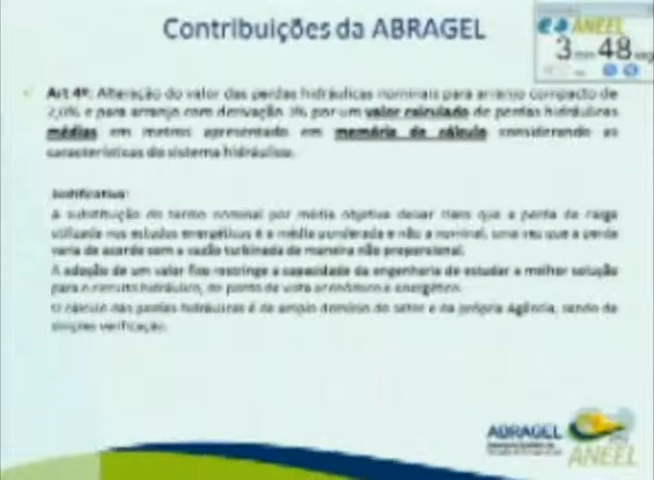 Contribuições da ABRAGEL
ANEEL
3 min 48 seg
Art 4º: Alteração do valor das perdas hidráulicas nominais para arranjo compacto de
2,0% e para arranjo com derivação 3% por um valor calculado de perdas hidráulicas
médias em metros apresentado em memória de cálculo considerando as
características do sistema hidráulico.
Justificativa:
A substituição do termo nominal por média objetiva deixar claro que a perda de carga
utilizada nos estudos energéticos é a média ponderada e não a nominal, uma vez que a perda
varia de acordo com a vazão turbinada de maneira não proporcional.
A adoção de um valor fixo restringe a capacidade da engenharia de estudar a melhor solução
para o circuito hidráulico, do ponto de vista econômico e energético.
O cálculo das perdas hidráulicas é de amplo domínio do setor e da própria Agência, sendo de
simples verificação.
ABRAGEL
ANEEL